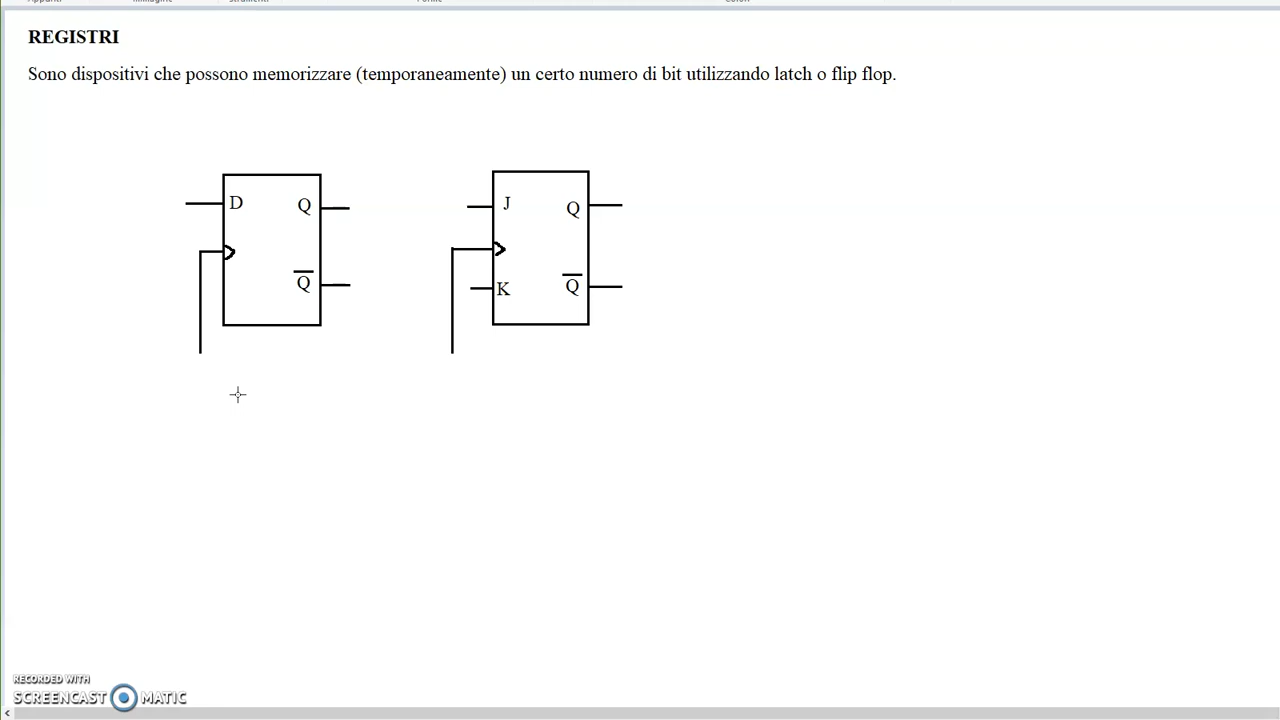 REGISTRI
Sono dispositivi che possono memorizzare (temporaneamente) un certo numero di bit utilizzando latch o flip flop.
D Q
Q
J Q
K Q
RECORDED WITH
SCREENCAST MATIC